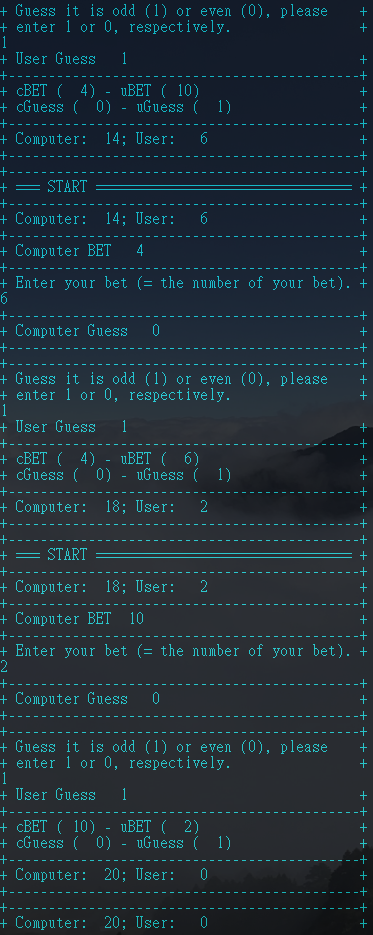 + Guess it is odd (1) or even (0), please +
+ enter 1 or 0, respectively. +
1
+ User Guess 1 +
+--------------------------------------------+
+ cBET ( 4) - uBET ( 10) +
+ cGuess ( 0) - uGuess ( 1) +
+--------------------------------------------+
+ Computer: 14; User: 6 +
+--------------------------------------------+
+--------------------------------------------+
+ === START ================================ +
+--------------------------------------------+
+ Computer: 14; User: 6 +
+--------------------------------------------+
+ Computer BET 4 +
+--------------------------------------------+
+ Enter your bet (= the number of your bet). +
6
+--------------------------------------------+
+ Computer Guess 0 +
+--------------------------------------------+
+--------------------------------------------+
+ Guess it is odd (1) or even (0), please +
+ enter 1 or 0, respectively. +
1
+ User Guess 1 +
+--------------------------------------------+
+ cBET ( 4) - uBET ( 6) +
+ cGuess ( 0) - uGuess ( 1) +
+--------------------------------------------+
+ Computer: 18; User: 2 +
+--------------------------------------------+
+--------------------------------------------+
+ === START ================================ +
+--------------------------------------------+
+ Computer: 18; User: 2 +
+--------------------------------------------+
+ Computer BET 10 +
+--------------------------------------------+
+ Enter your bet (= the number of your bet). +
2
+--------------------------------------------+
+ Computer Guess 0 +
+--------------------------------------------+
+--------------------------------------------+
+ Guess it is odd (1) or even (0), please +
+ enter 1 or 0, respectively. +
1
+ User Guess 1 +
+--------------------------------------------+
+ cBET ( 10) - uBET ( 2) +
+ cGuess ( 0) - uGuess ( 1) +
+--------------------------------------------+
+ Computer: 20; User: 0 +
+--------------------------------------------+
+--------------------------------------------+
+ Computer: 20; User: 0 +